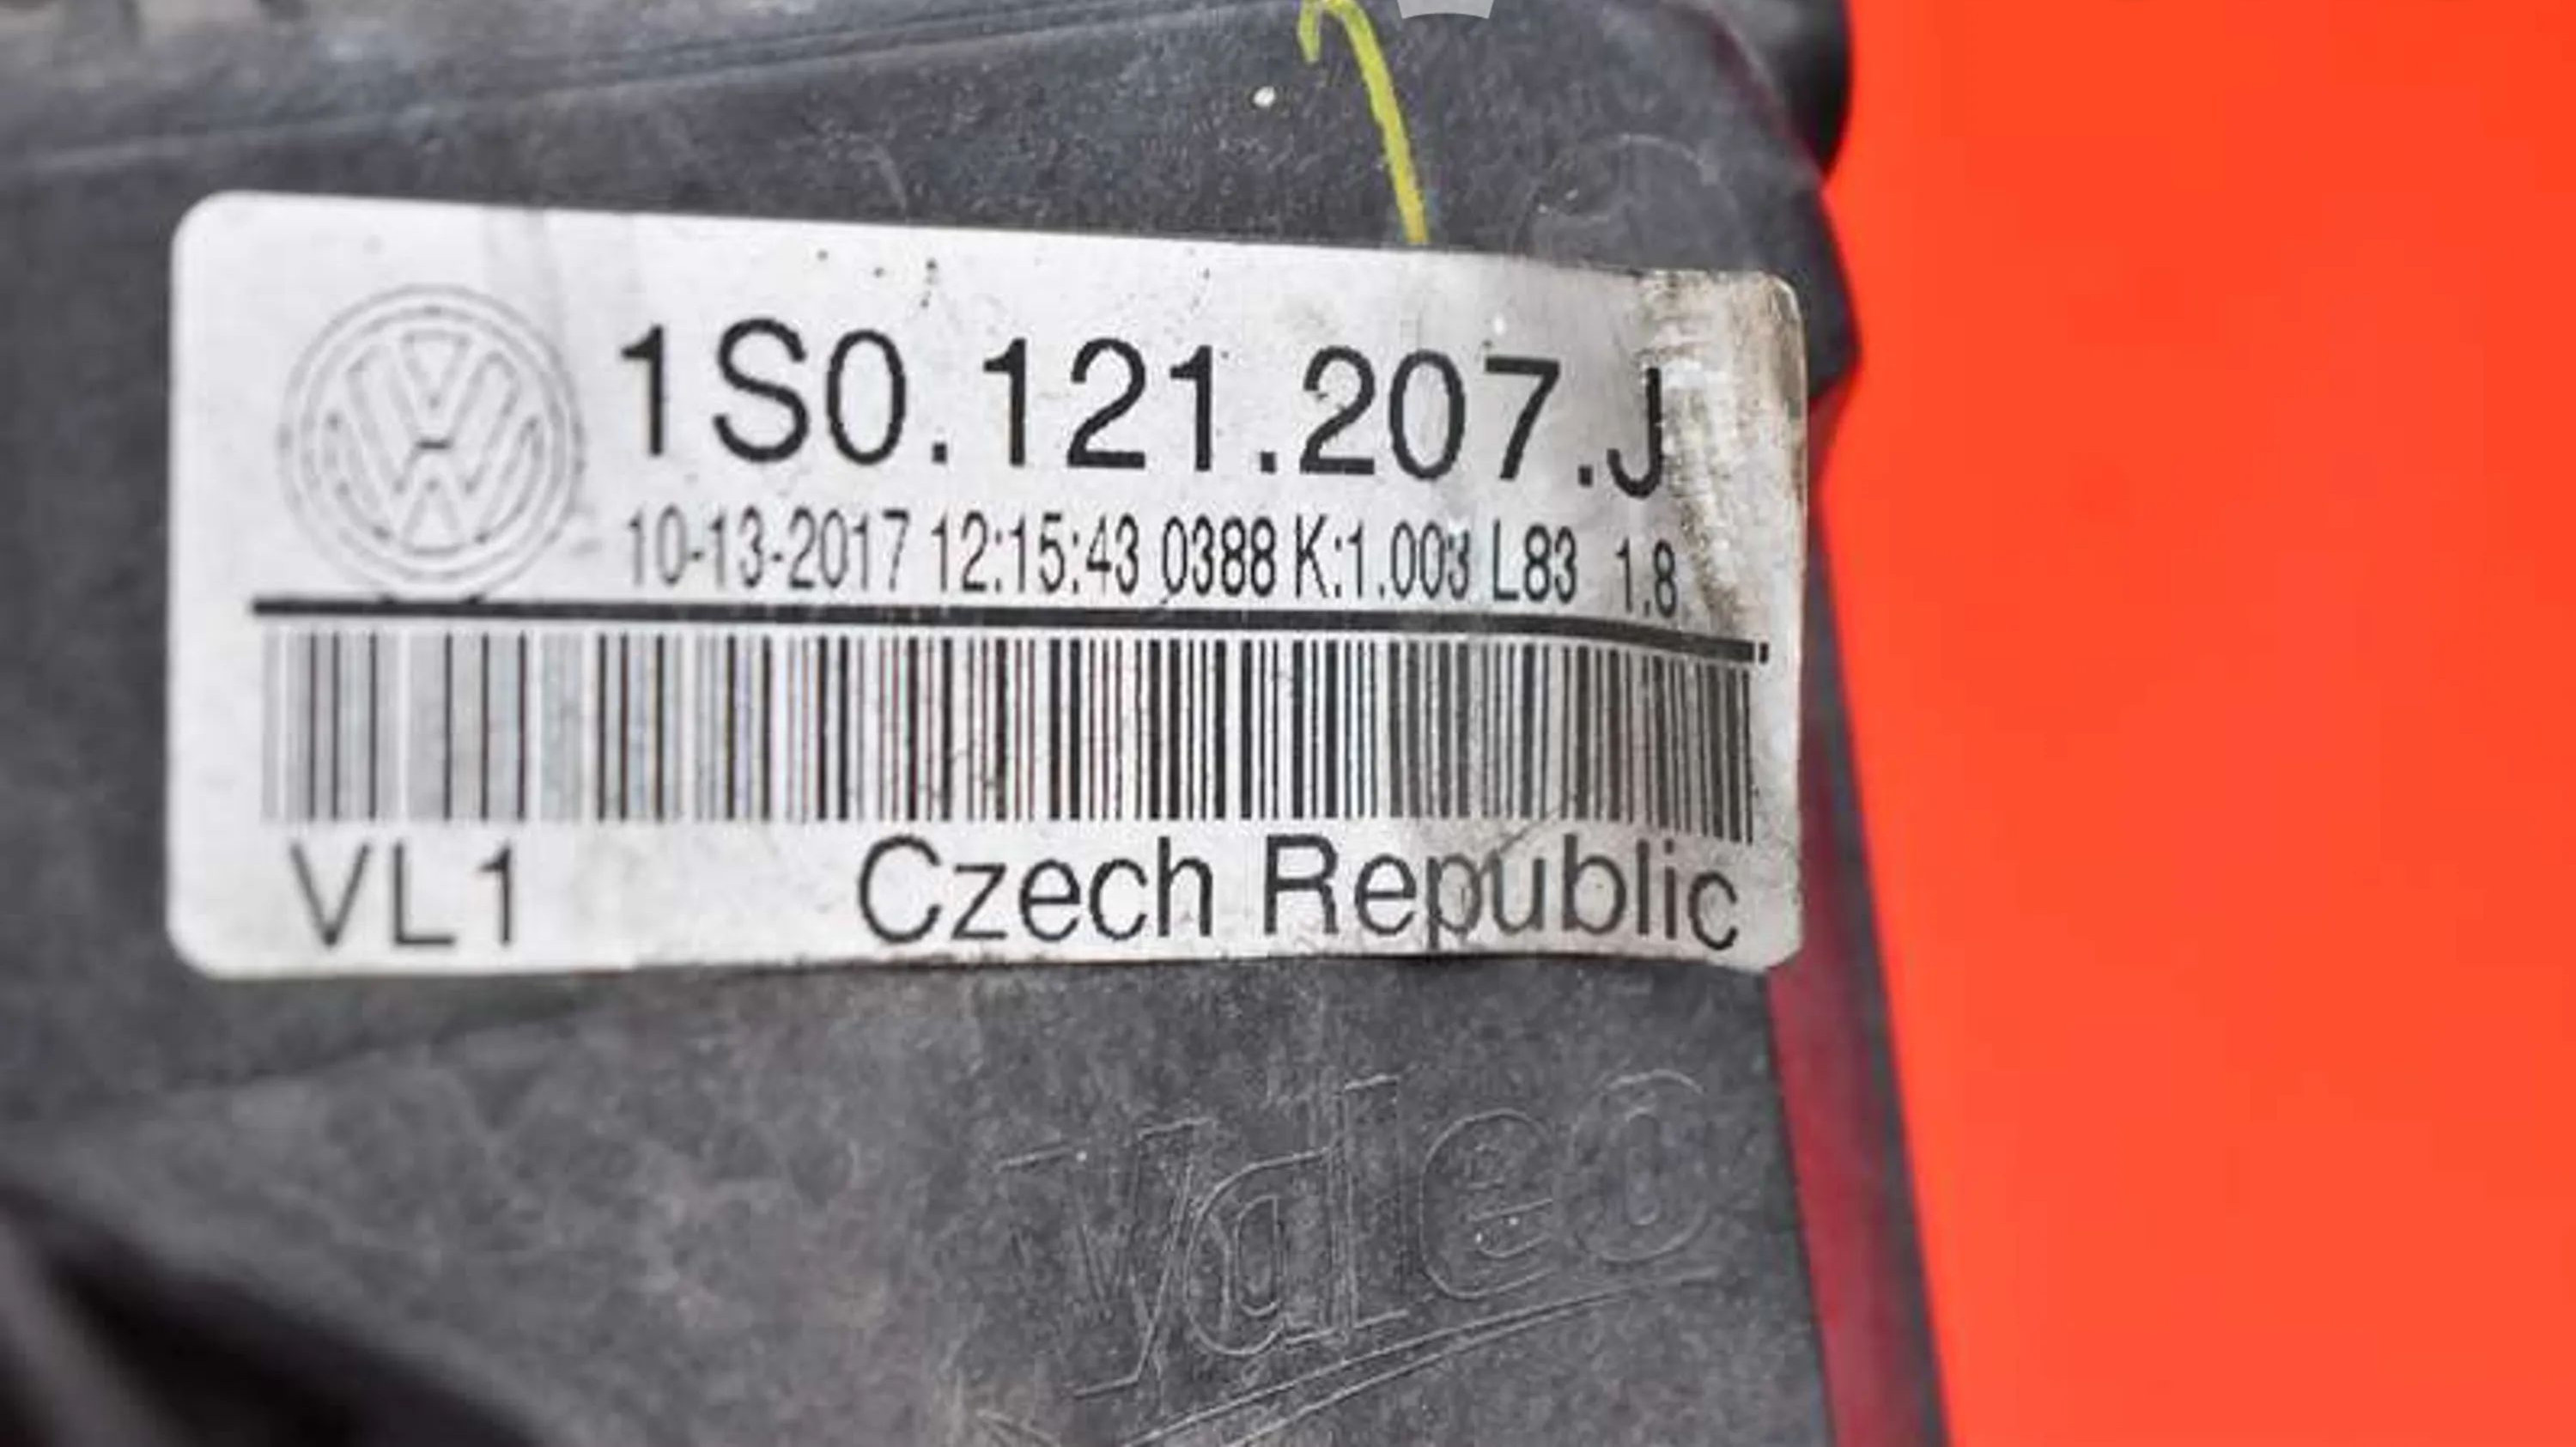 1S0.121.207.J
10-13-2017 12:15:43 0388 K:1.003 L83 1.8
VL1 Czech Republic
Valeo